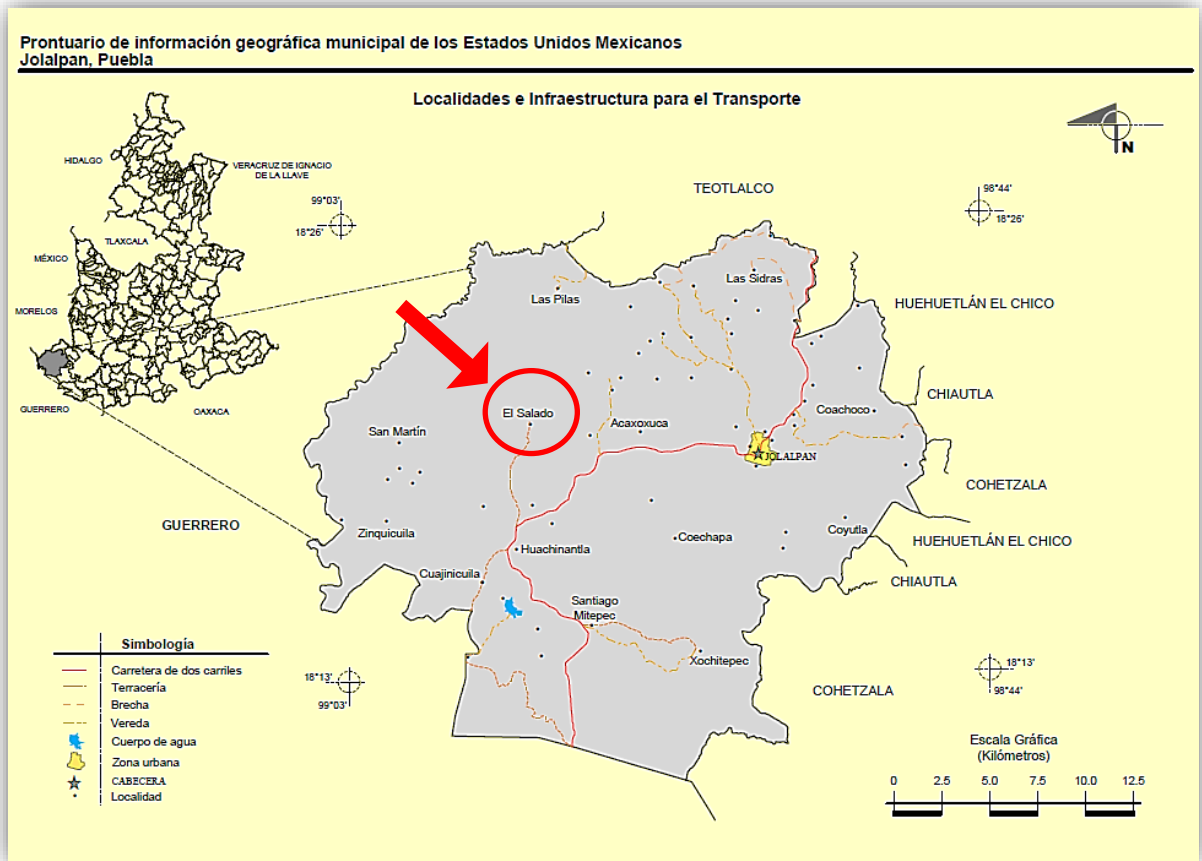 Prontuario de información geográfica municipal de los Estados Unidos Mexicanos
Jolalpan, Puebla
Localidades e Infraestructura para el Transporte
N
HIDALGO
VERACRUZ DE IGNACIO
DE LA LLAVE
TLAXCALA
MÉXICO
MORELOS
GUERRERO
OAXACA
99°03'
18°26'
98°44'
18°26'
TEOTLALCO
HUEHUETLÁN EL CHICO
CHIAUTLA
COHETZALA
HUEHUETLÁN EL CHICO
CHIAUTLA
COHETZALA
GUERRERO
Las Sidras
Las Pilas
El Salado
Acaxoxuca
Coachoco
San Martín
JOLALPAN
Zinquicuila
Coyutla
Coechapa
Huachinantla
Cuajinicuila
Santiago
Mitepec
Xochitepec
18°13'
99°03'
18°13'
98°44'
Simbología
Carretera de dos carriles
Terracería
Brecha
Vereda
Cuerpo de agua
Zona urbana
CABECERA
Localidad
Escala Gráfica
(Kilómetros)
0 2.5 5.0 7.5 10.0 12.5